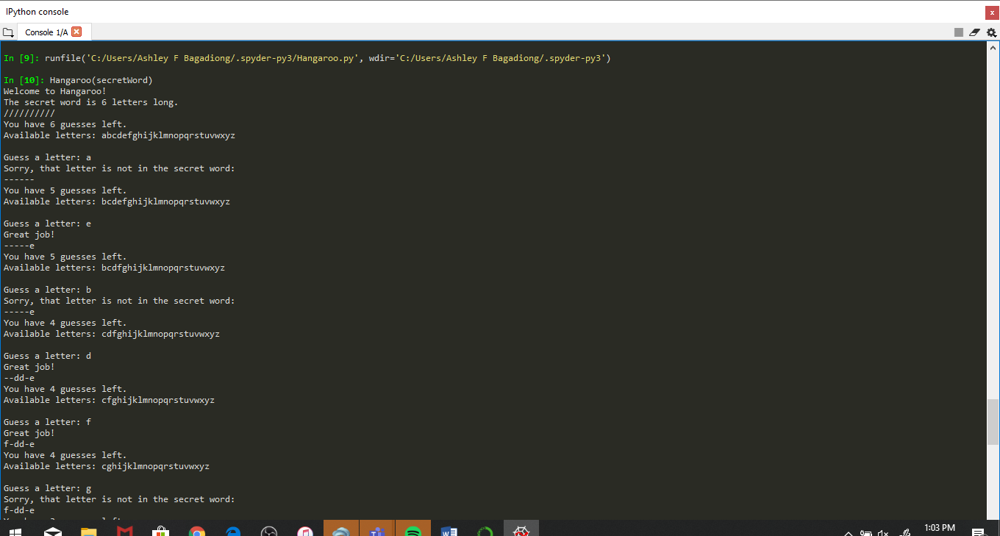 IPython console
Console 1/A
In [9]: runfile('C:/Users/Ashley F Bagadiong/.spyder-py3/Hangaroo.py', wdir='C:/Users/Ashley F Bagadiong/.spyder-py3')
In [10]: Hangaroo(secretWord)
Welcome to Hangaroo!
The secret word is 6 letters long.
//////////
You have 6 guesses left.
Available letters: abcdefghijklmnopqrstuvwxyz
Guess a letter: a
Sorry, that letter is not in the secret word:
------
You have 5 guesses left.
Available letters: bcdefghijklmnopqrstuvwxyz
Guess a letter: e
Great job!
-----e
You have 5 guesses left.
Available letters: bcdfghijklmnopqrstuvwxyz
Guess a letter: b
Sorry, that letter is not in the secret word:
-----e
You have 4 guesses left.
Available letters: cdfghijklmnopqrstuvwxyz
Guess a letter: d
Great job!
--dd-e
You have 4 guesses left.
Available letters: cfghijklmnopqrstuvwxyz
Guess a letter: f
Great job!
f-dd-e
You have 4 guesses left.
Available letters: cghijklmnopqrstuvwxyz
Guess a letter: g
Sorry, that letter is not in the secret word:
f-dd-e
1:03 PM